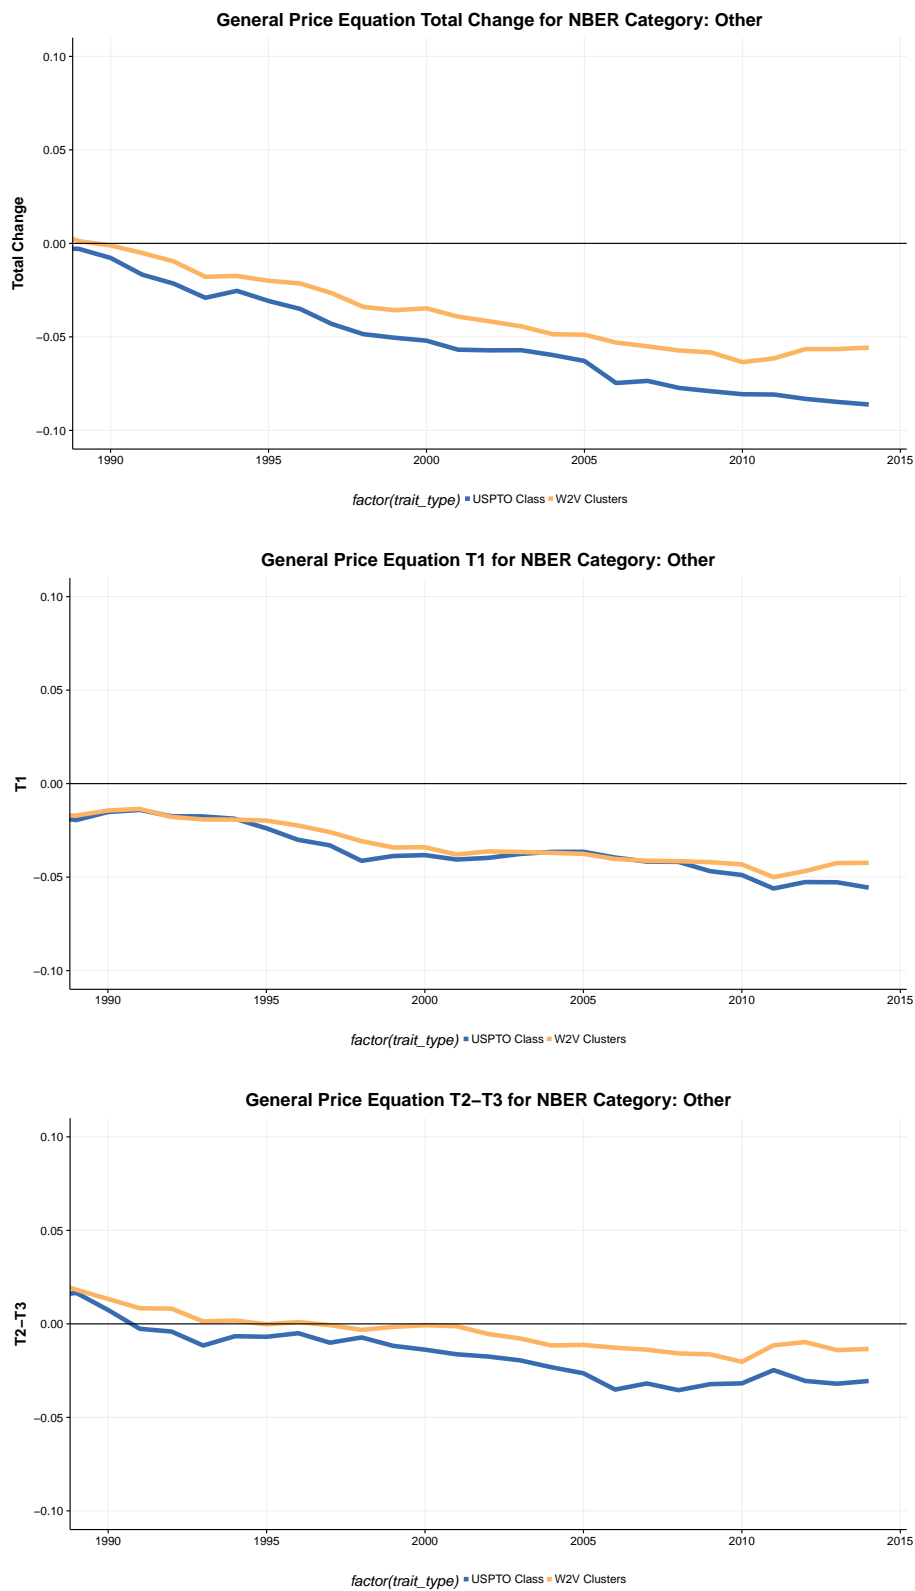 General Price Equation Total Change for NBER Category: Other
0.10
0.05
0.00
−0.05
−0.10
Total Change
1990 1995 2000 2005 2010 2015
factor(trait_type) USPTO Class W2V Clusters
General Price Equation T1 for NBER Category: Other
0.10
0.05
0.00
−0.05
−0.10
T1
1990 1995 2000 2005 2010 2015
factor(trait_type) USPTO Class W2V Clusters
General Price Equation T2−T3 for NBER Category: Other
0.10
0.05
0.00
−0.05
−0.10
T2−T3
1990 1995 2000 2005 2010 2015
factor(trait_type) USPTO Class W2V Clusters